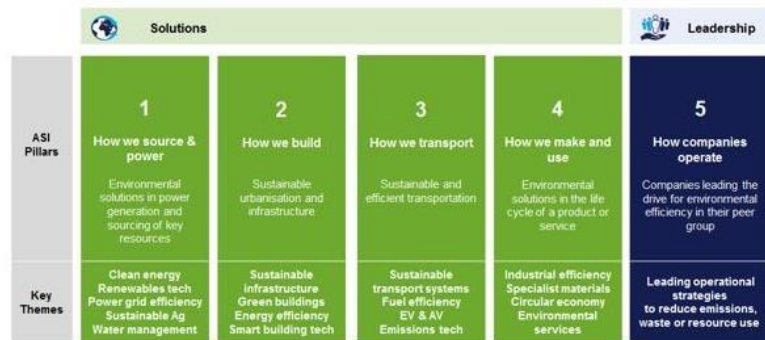 Solutions
Leadership
ASI
Pillars
1
How we source &
power
Environmental
solutions in power
generation and
sourcing of key
resources
2
How we build
Sustainable
urbanisation and
infrastructure
3
How we transport
Sustainable and
efficient transportation
4
How we make and
use
Environmental
solutions in the life
cycle of a product or
service
5
How companies
operate
Companies leading the
drive for environmental
efficiency in their peer
group
Key
Themes
Clean energy
Renewables tech
Power grid efficiency
Sustainable Ag
Water management
Sustainable
infrastructure
Green buildings
Energy efficiency
Smart building tech
Sustainable
transport systems
Fuel efficiency
EV & AV
Emissions tech
Industrial efficiency
Specialist materials
Circular economy
Environmental
services
Leading operational
strategies
to reduce emissions,
waste or resource use